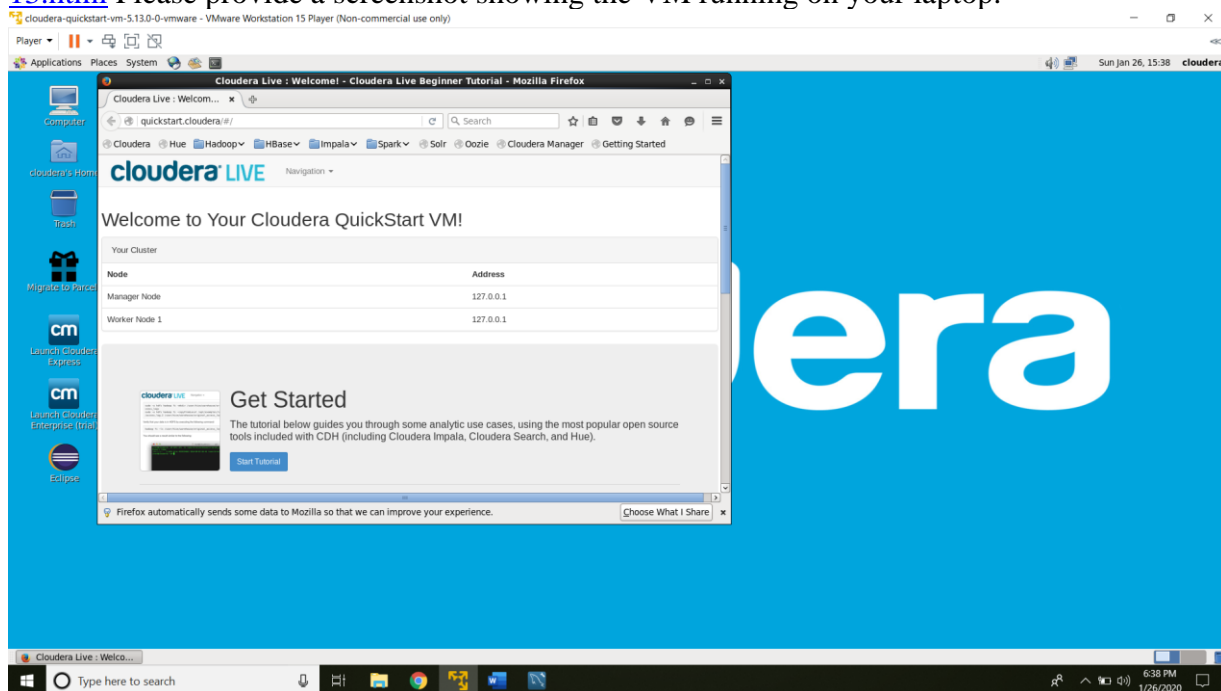 15.html Please provide a screenshot showing the VM running on your laptop.
cloudera-quickstart-vm-5.13.0-0-vmware - VMware Workstation 15 Player (Non-commercial use only)
Player
Applications Places System
Sun Jan 26, 15:38 cloudera
Cloudera Live : Welcome! - Cloudera Live Beginner Tutorial - Mozilla Firefox
Cloudera Live : Welcom...
quickstart.cloudera/#/
Search
Cloudera Hue Hadoop HBase Impala Spark Solr Oozie Cloudera Manager Getting Started
cloudera LIVE Navigation
Welcome to Your Cloudera QuickStart VM!
Your Cluster
Node Address
Manager Node 127.0.0.1
Worker Node 1 127.0.0.1
cloudera LIVE
Get Started
The tutorial below guides you through some analytic use cases, using the most popular open source
tools included with CDH (including Cloudera Impala, Cloudera Search, and Hue).
Start Tutorial
Firefox automatically sends some data to Mozilla so that we can improve your experience.
Choose What I Share
Computer
cloudera's Home
Trash
Migrate to Parcel
cm
Launch Cloudera
Express
cm
Launch Cloudera
Enterprise (trial)
Eclipse
era
Cloudera Live : Welco...
Type here to search
6:38 PM
1/26/2020